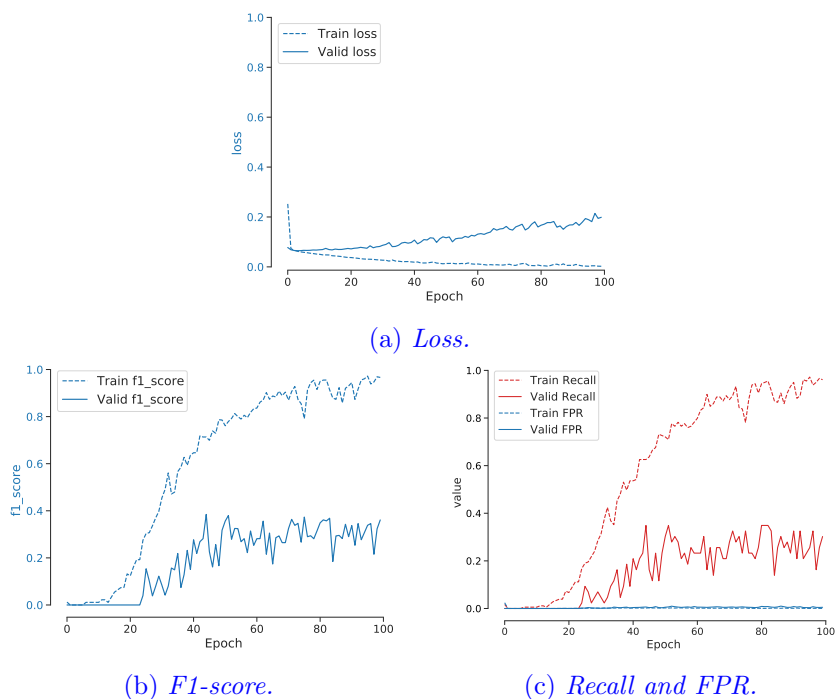 1.0
Train loss
Valid loss
0.8
0.6
loss
0.4
0.2
0.0
0 20 40 60 80 100
Epoch
(a) Loss.
1.0
Train f1_score
Valid f1_score
0.8
0.6
f1_score
0.4
0.2
0.0
0 20 40 60 80 100
Epoch
(b) F1-score.
1.0
Train Recall
Valid Recall
Train FPR
Valid FPR
0.8
0.6
value
0.4
0.2
0.0
0 20 40 60 80 100
Epoch
(c) Recall and FPR.